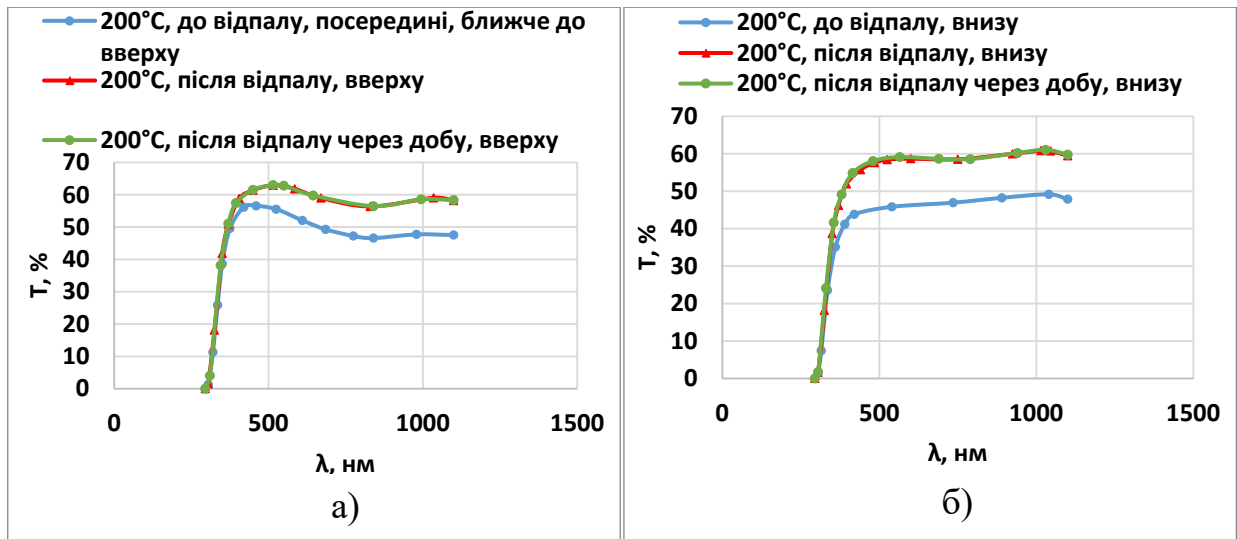 200°C, до відпалу, посередині, ближче до
вверху
200°C, після відпалу, вверху
200°C, після відпалу через добу, вверху
70
60
50
40
30
20
10
0
T, %
0
500
1000
1500
λ, нм
а)
200°C, до відпалу, внизу
200°C, після відпалу, внизу
200°C, після відпалу через добу, внизу
70
60
50
40
30
20
10
0
T, %
0
500
1000
1500
λ, нм
б)